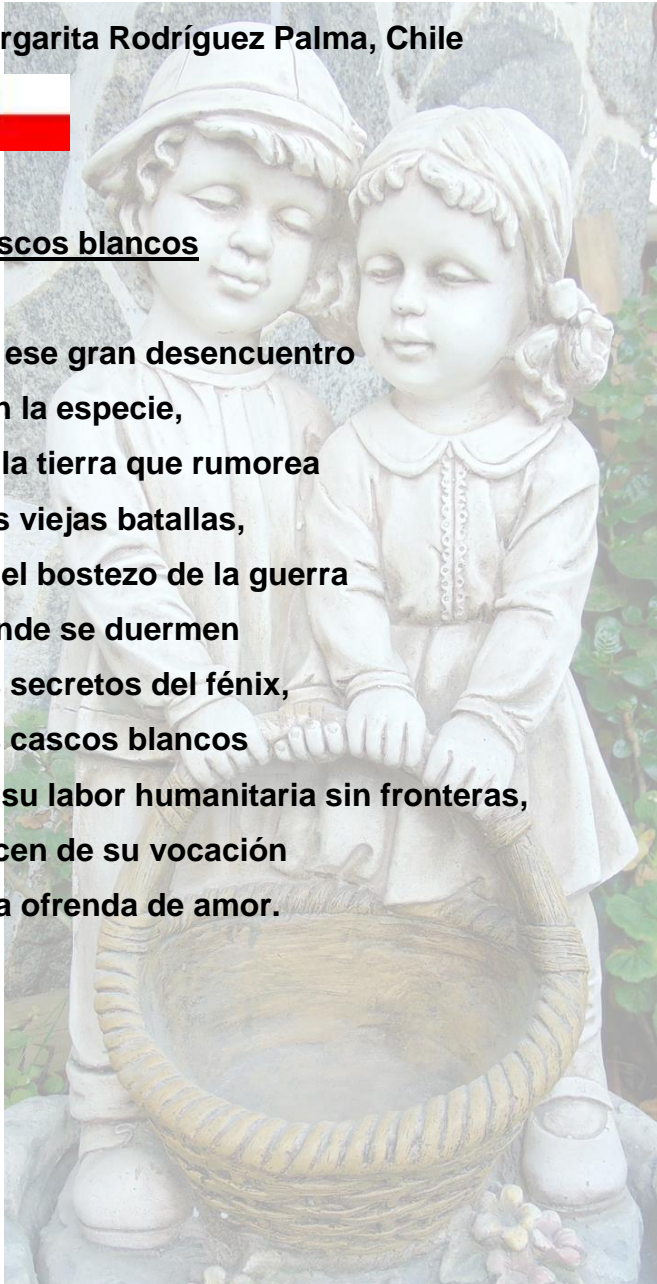 rgarita Rodríguez Palma, Chile
scos blancos
ese gran desencuentro
n la especie,
la tierra que rumorea
s viejas batallas,
el bostezo de la guerra
nde se duermen
s secretos del fénix,
s cascos blancos
su labor humanitaria sin fronteras,
cen de su vocación
a ofrenda de amor.